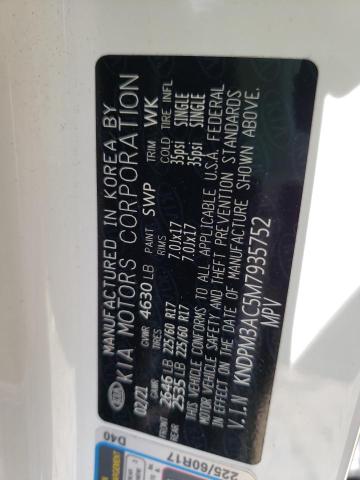 MANUFACTURED IN KOREA BY
KIA MOTORS CORPORATION
02/21 GVWR 4630 LB PAINT SWP TRIM WK
GAWR TIRES RIMS COLD TIRE INFL
FRONT 2646 LB 225/60 R17 7.0Jx17 35psi SINGLE
REAR 2535 LB 225/60 R17 7.0Jx17 35psi SINGLE
THIS VEHICLE CONFORMS TO ALL APPLICABLE U.S.A. FEDERAL
MOTOR VEHICLE SAFETY AND THEFT PREVENTION STANDARDS
IN EFFECT ON THE DATE OF MANUFACTURE SHOWN ABOVE.
V.I.N KNDPM3AC5M7935752
MPV
D40
225/60R17